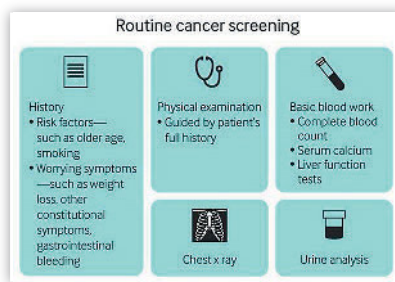 Routine cancer screening
History
• Risk factors—
such as older age,
smoking
• Worrying symptoms
—such as weight
loss, other
constitutional
symptoms,
gastrointestinal
bleeding
Physical examination
• Guided by patient's
full history
Basic blood work
• Complete blood
count
• Serum calcium
• Liver function
tests
Chest x ray
Urine analysis